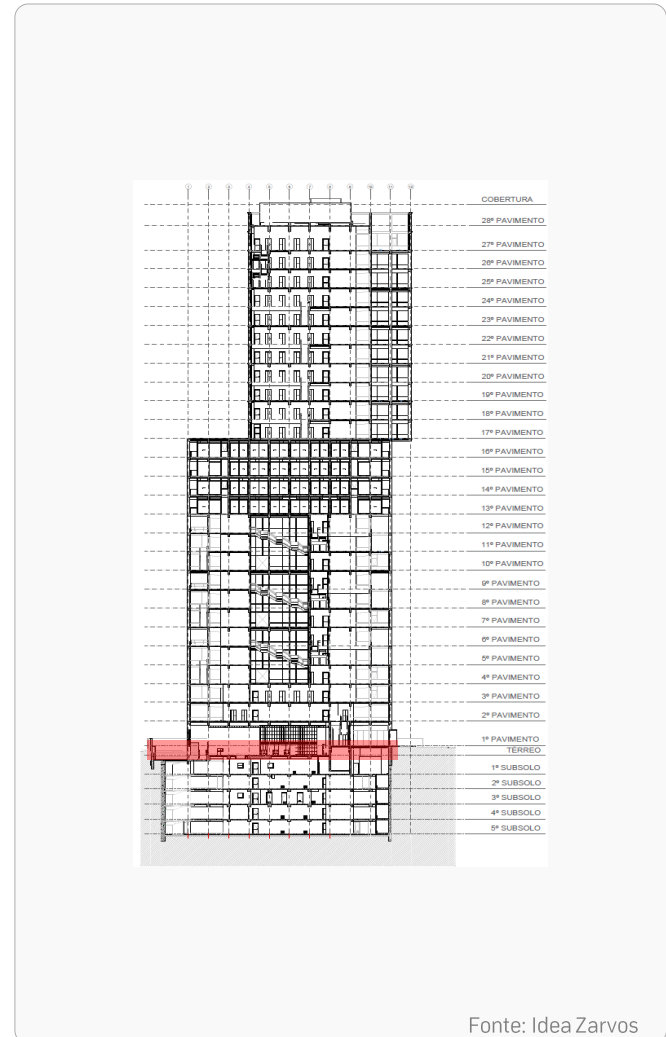 COBERTURA
28º PAVIMENTO
27º PAVIMENTO
26º PAVIMENTO
25º PAVIMENTO
24º PAVIMENTO
23º PAVIMENTO
22º PAVIMENTO
21º PAVIMENTO
20º PAVIMENTO
19º PAVIMENTO
18º PAVIMENTO
17º PAVIMENTO
16º PAVIMENTO
15º PAVIMENTO
14º PAVIMENTO
13º PAVIMENTO
12º PAVIMENTO
11º PAVIMENTO
10º PAVIMENTO
9º PAVIMENTO
8º PAVIMENTO
7º PAVIMENTO
6º PAVIMENTO
5º PAVIMENTO
4º PAVIMENTO
3º PAVIMENTO
2º PAVIMENTO
1º PAVIMENTO
TÉRREO
1º SUBSOLO
2º SUBSOLO
3º SUBSOLO
4º SUBSOLO
5º SUBSOLO
Fonte: Idea Zarvos